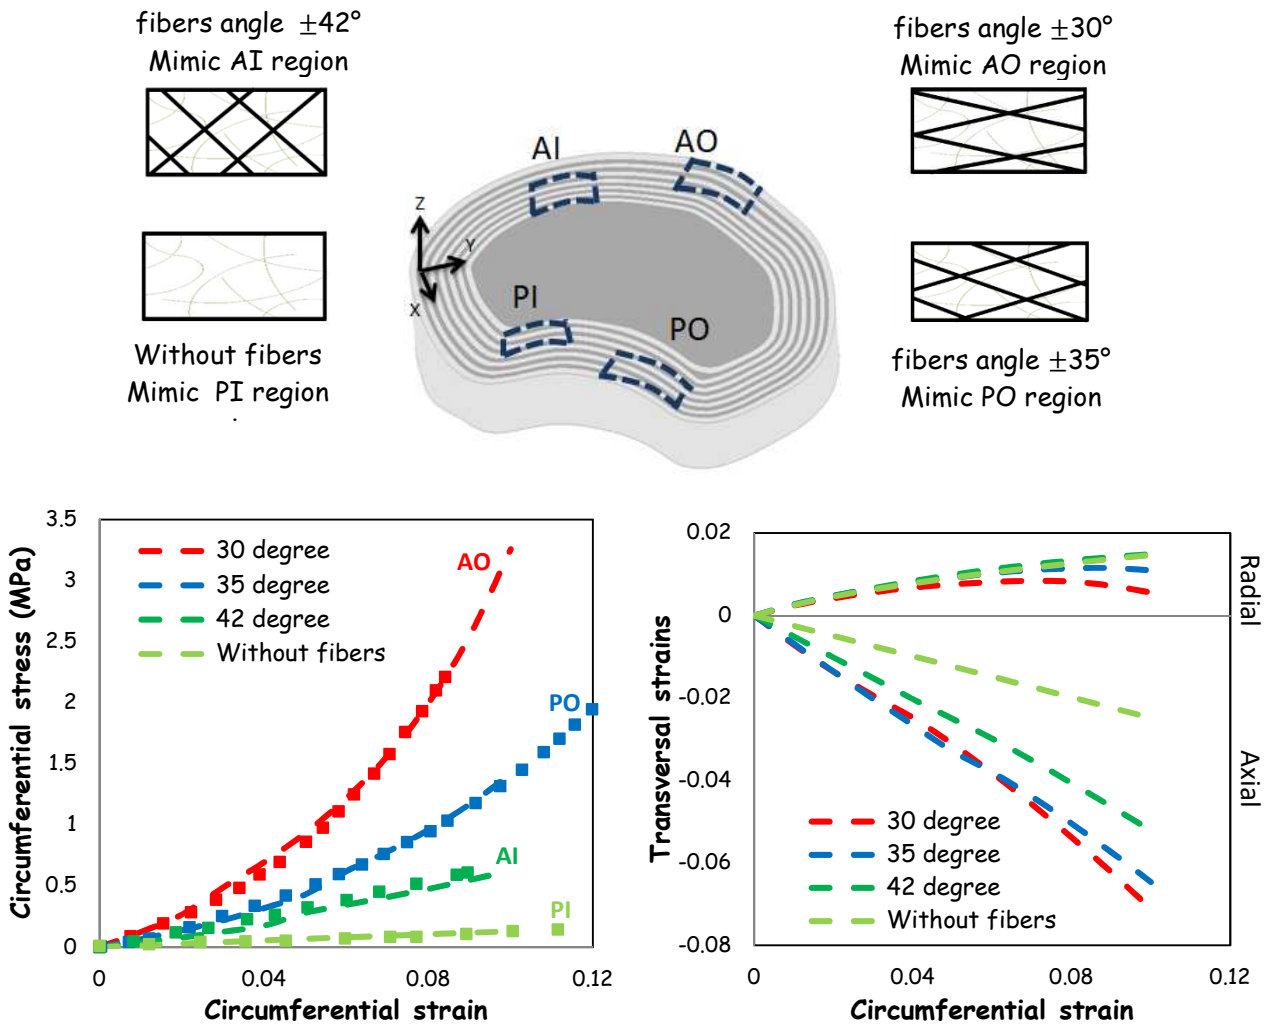 fibers angle ±42°
Mimic AI region
fibers angle ±30°
Mimic AO region
AI
AO
Z
Y
X
PI
PO
Without fibers
Mimic PI region
fibers angle ±35°
Mimic PO region
Circumferential stress (MPa)
3.5
3
2.5
2
1.5
1
0.5
0
30 degree
35 degree
42 degree
Without fibers
AO
PO
AI
PI
0
0.04
0.08
0.12
Circumferential strain
Transversal strains
0.02
0
-0.02
-0.04
-0.06
-0.08
30 degree
35 degree
42 degree
Without fibers
Radial
Axial
0
0.04
0.08
0.12
Circumferential strain